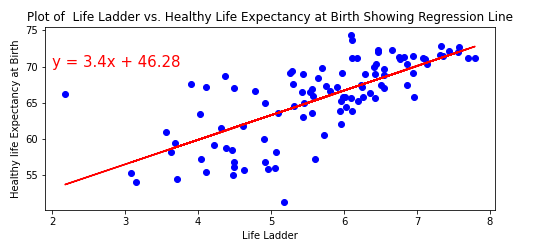 Plot of  Life Ladder vs. Healthy Life Expectancy at Birth Showing Regression Line
y = 3.4x + 46.28
Healthy life Expectancy at Birth
75
70
65
60
55
2 3 4 5 6 7 8
Life Ladder